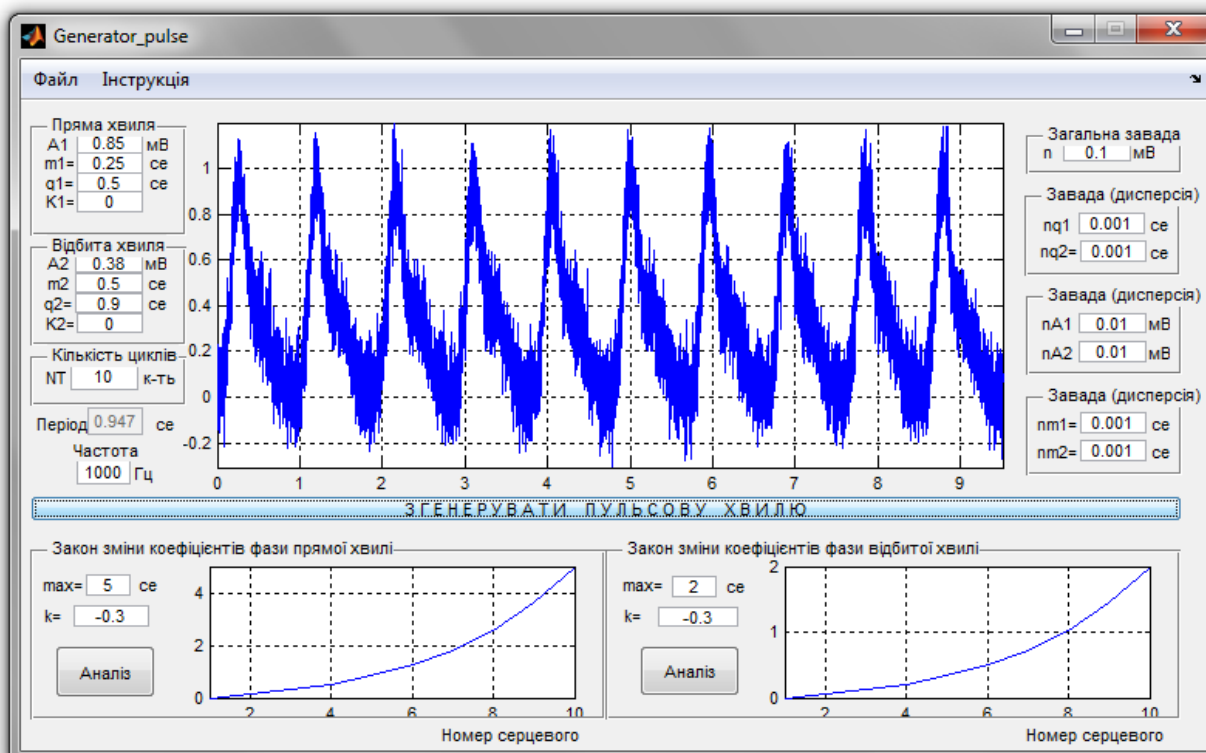 Generator_pulse
Файл Інструкція
Пряма хвиля
A1 0.85 мВ
m1= 0.25 се
q1= 0.5 се
K1= 0
Відбита хвиля
A2 0.38 мВ
m2 0.5 се
q2= 0.9 се
K2= 0
Кількість циклів
NT 10 к-ть
Період 0.947 се
Частота
1000 Гц
1
0.8
0.6
0.4
0.2
0
-0.2
0 1 2 3 4 5 6 7 8 9
Загальна завада
n 0.1 мВ
Завада (дисперсія)
nq1 0.001 се
nq2= 0.001 се
Завада (дисперсія)
nA1 0.01 мВ
nA2 0.01 мВ
Завада (дисперсія)
nm1= 0.001 се
nm2= 0.001 се
ЗГЕНЕРУВАТИ ПУЛЬСОВУ ХВИЛЮ
Закон зміни коефіцієнтів фази прямої хвилі
max= 5 се
k= -0.3
Аналіз
4
2
0
2 4 6 8 10
Номер серцевого
Закон зміни коефіцієнтів фази відбитої хвилі
max= 2 се
k= -0.3
Аналіз
2
1
0
2 4 6 8 10
Номер серцевого